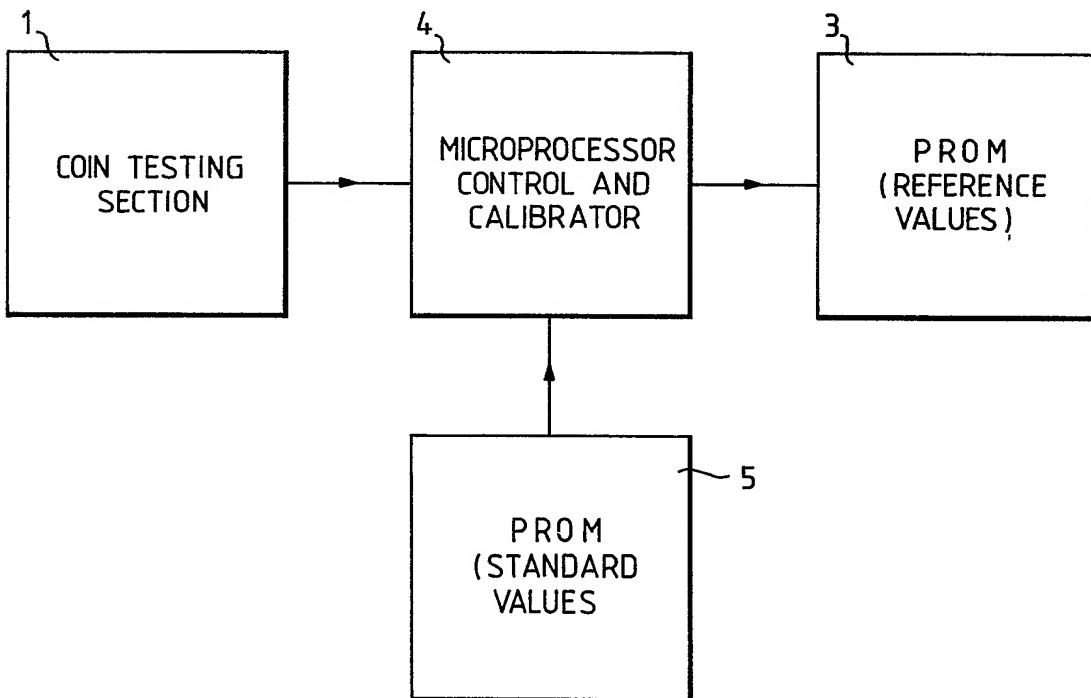 1
COIN TESTING
SECTION
4
MICROPROCESSOR
CONTROL AND
CALIBRATOR
3
PROM
(REFERENCE
VALUES)
5
PROM
(STANDARD
VALUES